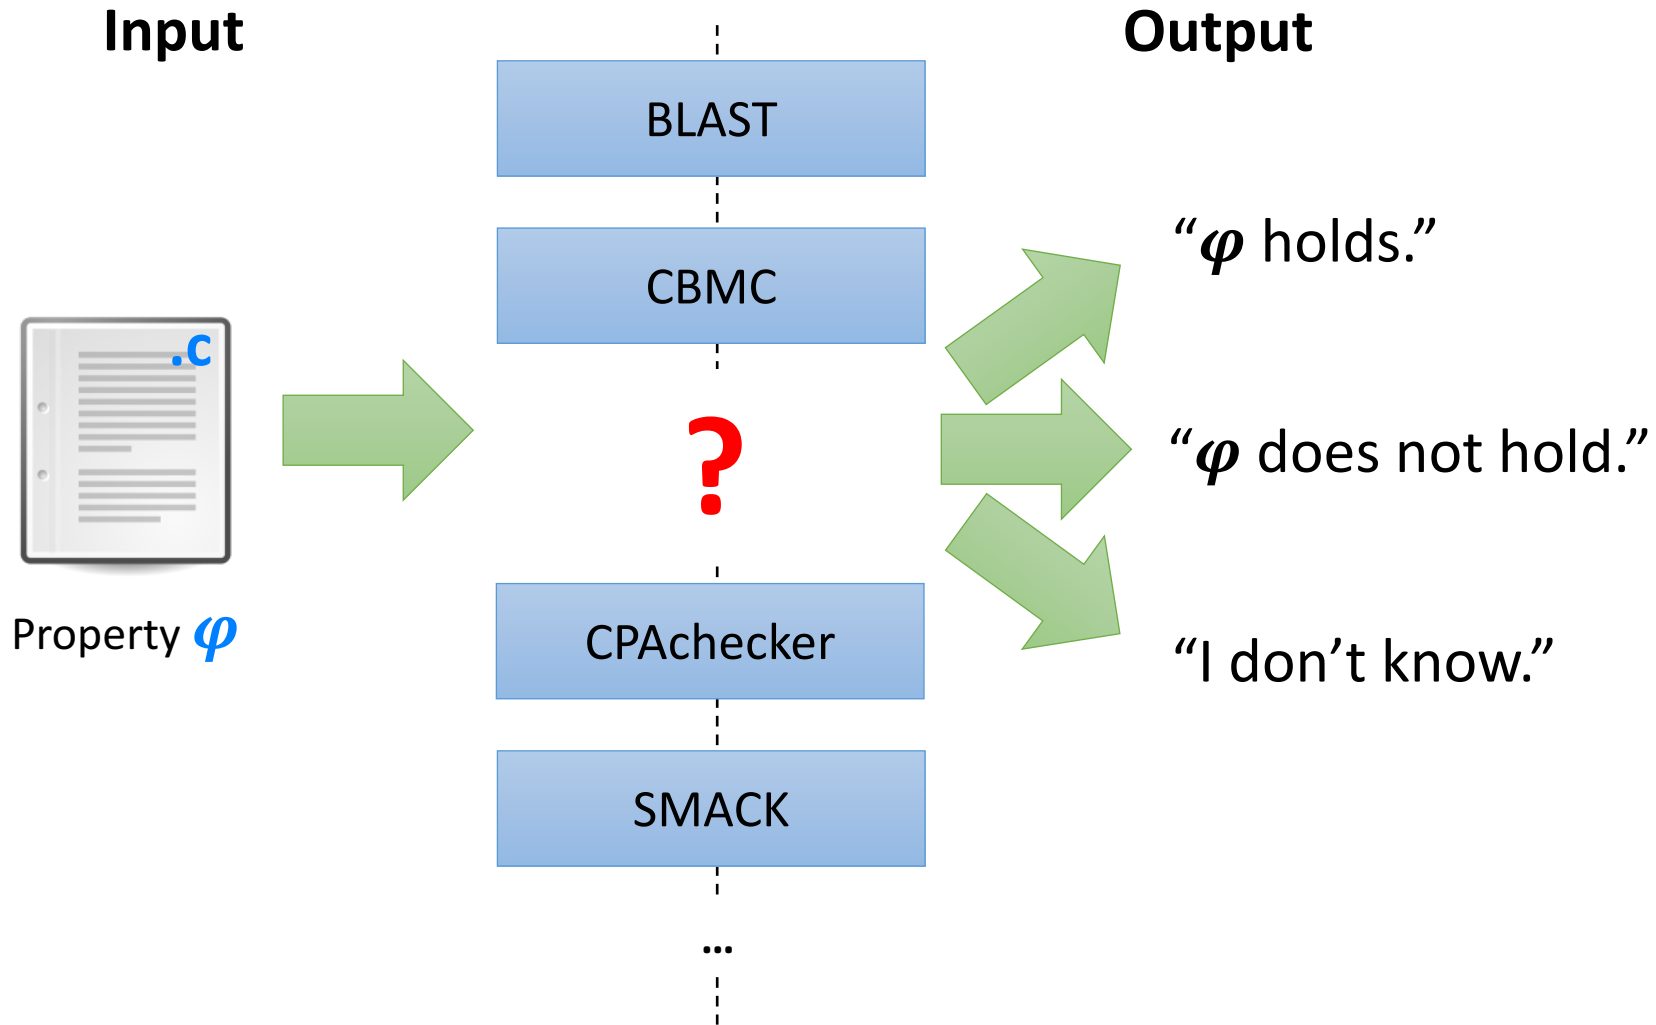 Input
Output
BLAST
CBMC
.c
?
Property φ
CPAchecker
SMACK
...
“φ holds.”
“φ does not hold.”
“I don’t know.”